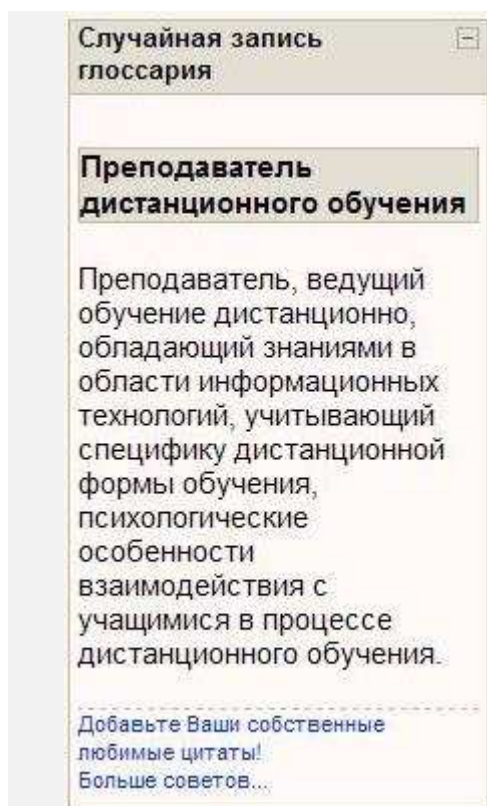 Случайная запись
глоссария
Преподаватель
дистанционного обучения
Преподаватель, ведущий
обучение дистанционно,
обладающий знаниями в
области информационных
технологий, учитывающий
специфику дистанционной
формы обучения,
психологические
особенности
взаимодействия с
учащимися в процессе
дистанционного обучения.
Добавьте Ваши собственные
любимые цитаты!
Больше советов...